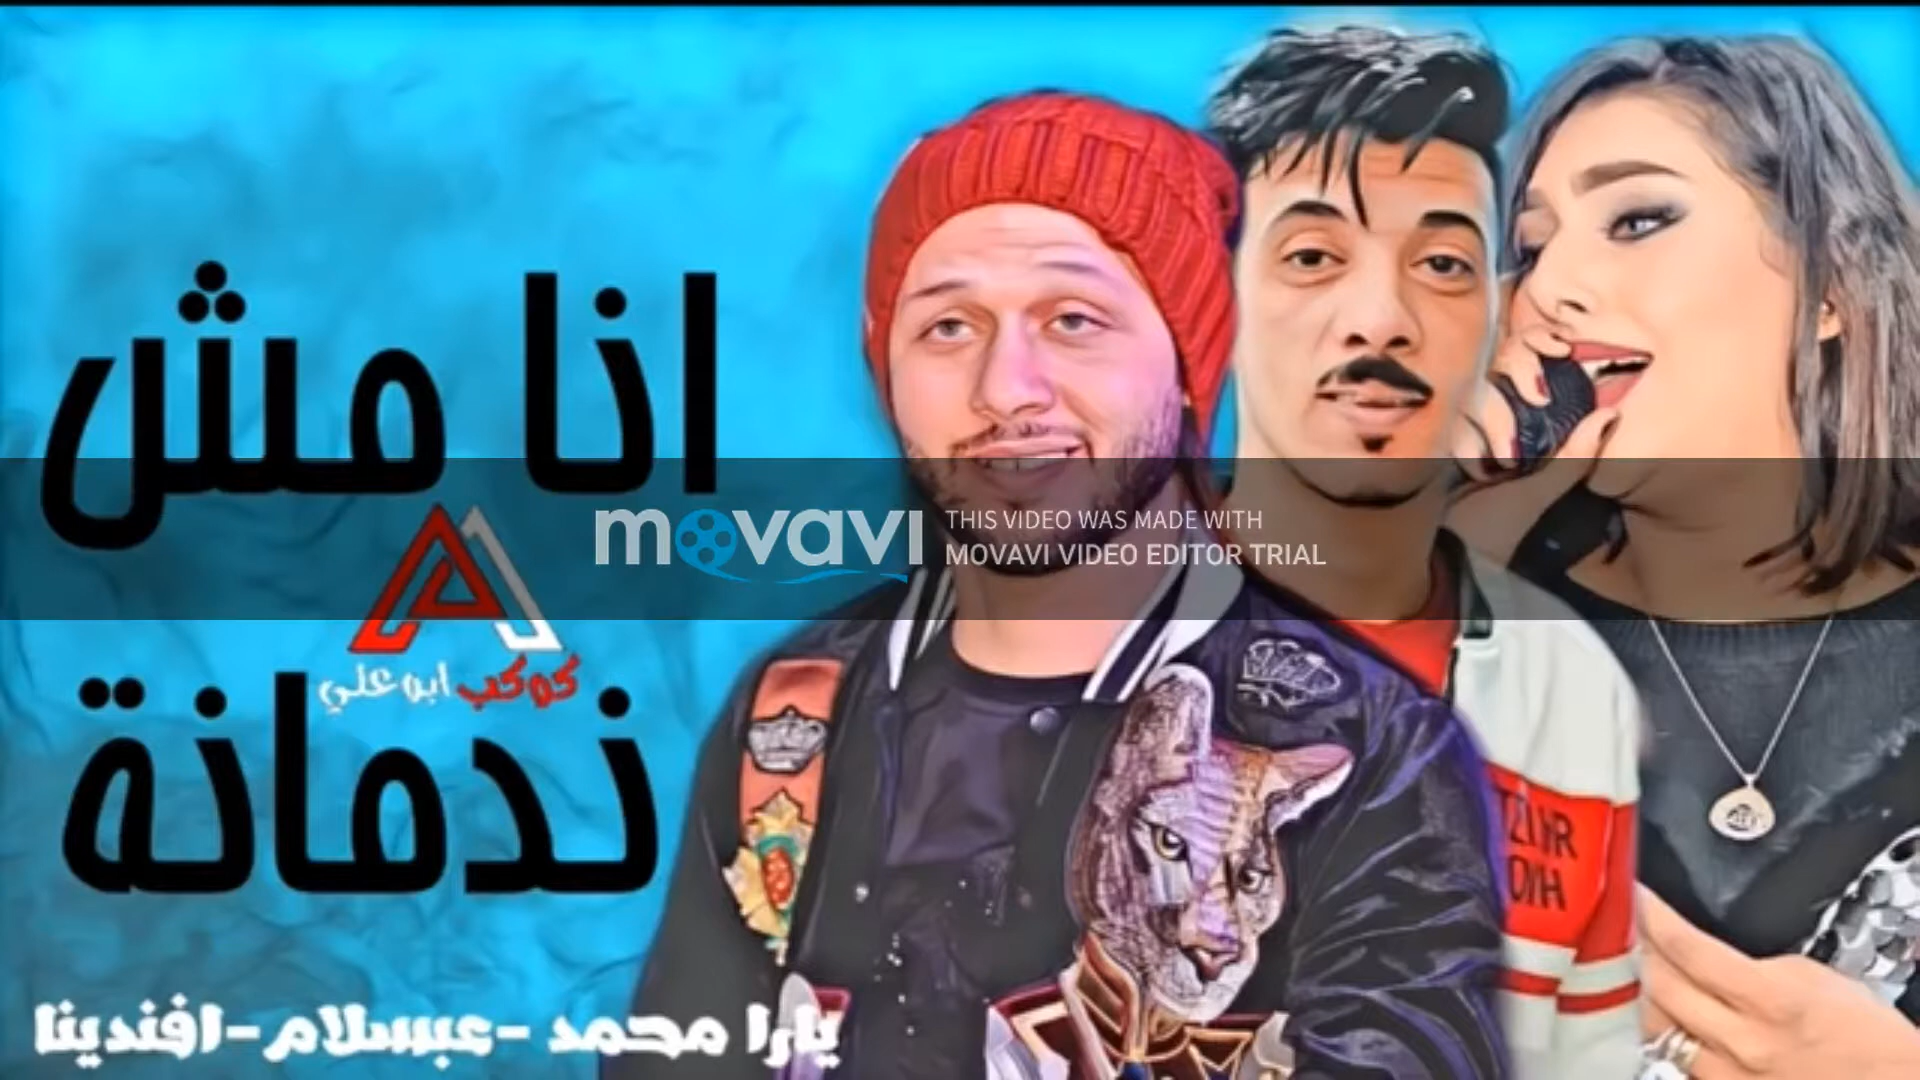 انا مش
movavi THIS VIDEO WAS MADE WITH
MOVAVI VIDEO EDITOR TRIAL
كوكب ابو علي
ندمانة
يارا محمد - عبسلام - افندينا